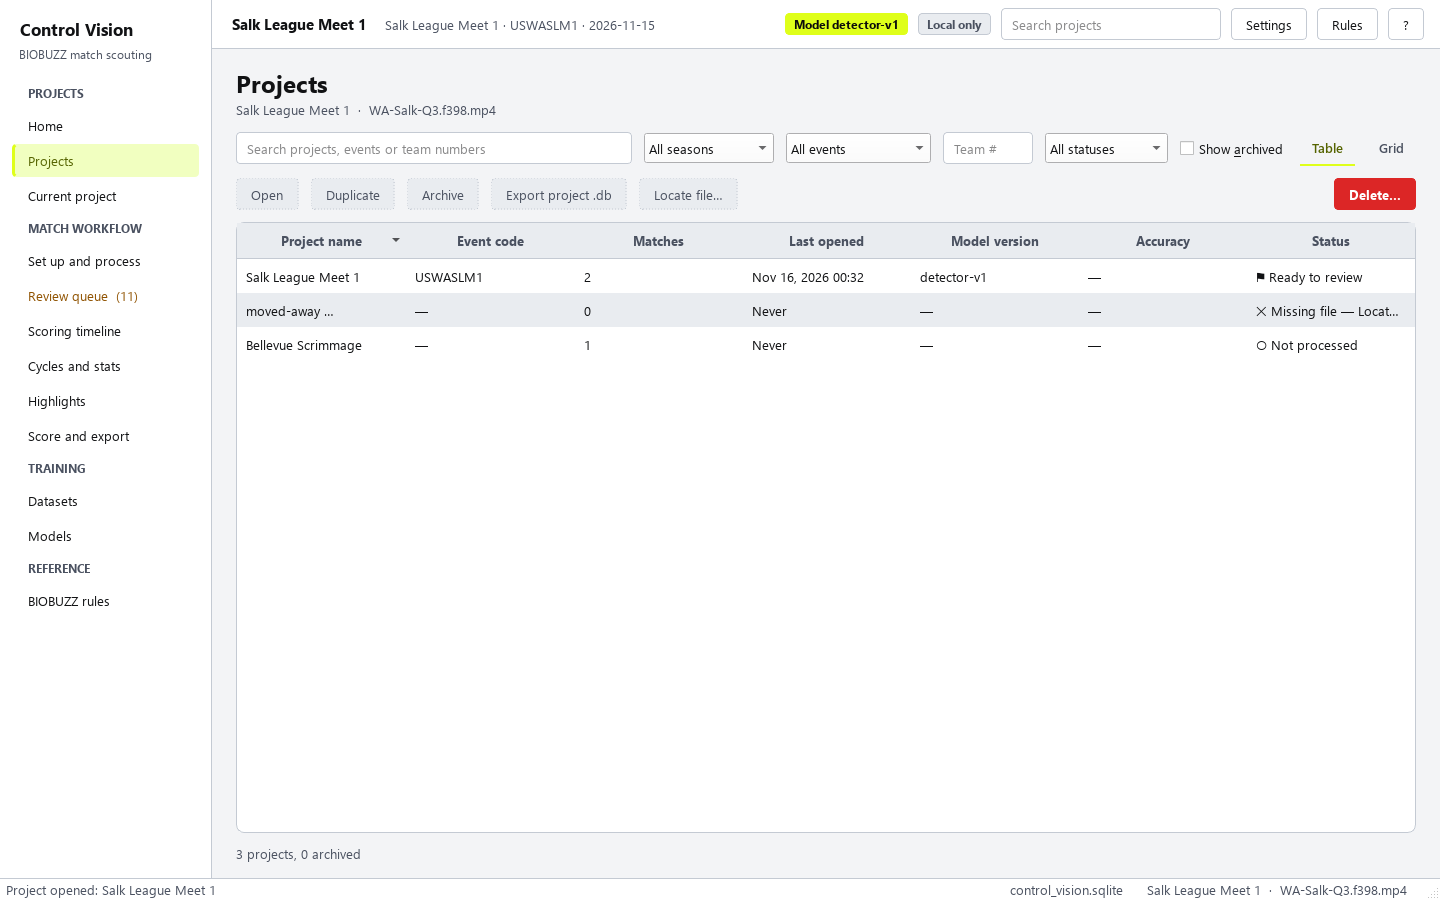 Control Vision
BIOBUZZ match scouting
PROJECTS
Home
Projects
Current project
MATCH WORKFLOW
Set up and process
Review queue (11)
Scoring timeline
Cycles and stats
Highlights
Score and export
TRAINING
Datasets
Models
REFERENCE
BIOBUZZ rules
Salk League Meet 1 Salk League Meet 1 · USWASLM1 · 2026-11-15 Model detector-v1 Local only Search projects Settings Rules ?
Projects
Salk League Meet 1 · WA-Salk-Q3.f398.mp4
Search projects, events or team numbers All seasons All events Team # All statuses Show archived Table Grid
Open Duplicate Archive Export project .db Locate file... Delete...
Project name Event code Matches Last opened Model version Accuracy Status
Salk League Meet 1 USWASLM1 2 Nov 16, 2026 00:32 detector-v1 — ⚑ Ready to review
moved-away ... — 0 Never — — ✕ Missing file — Locat...
Bellevue Scrimmage — 1 Never — — ○ Not processed
3 projects, 0 archived
Project opened: Salk League Meet 1 control_vision.sqlite Salk League Meet 1 · WA-Salk-Q3.f398.mp4